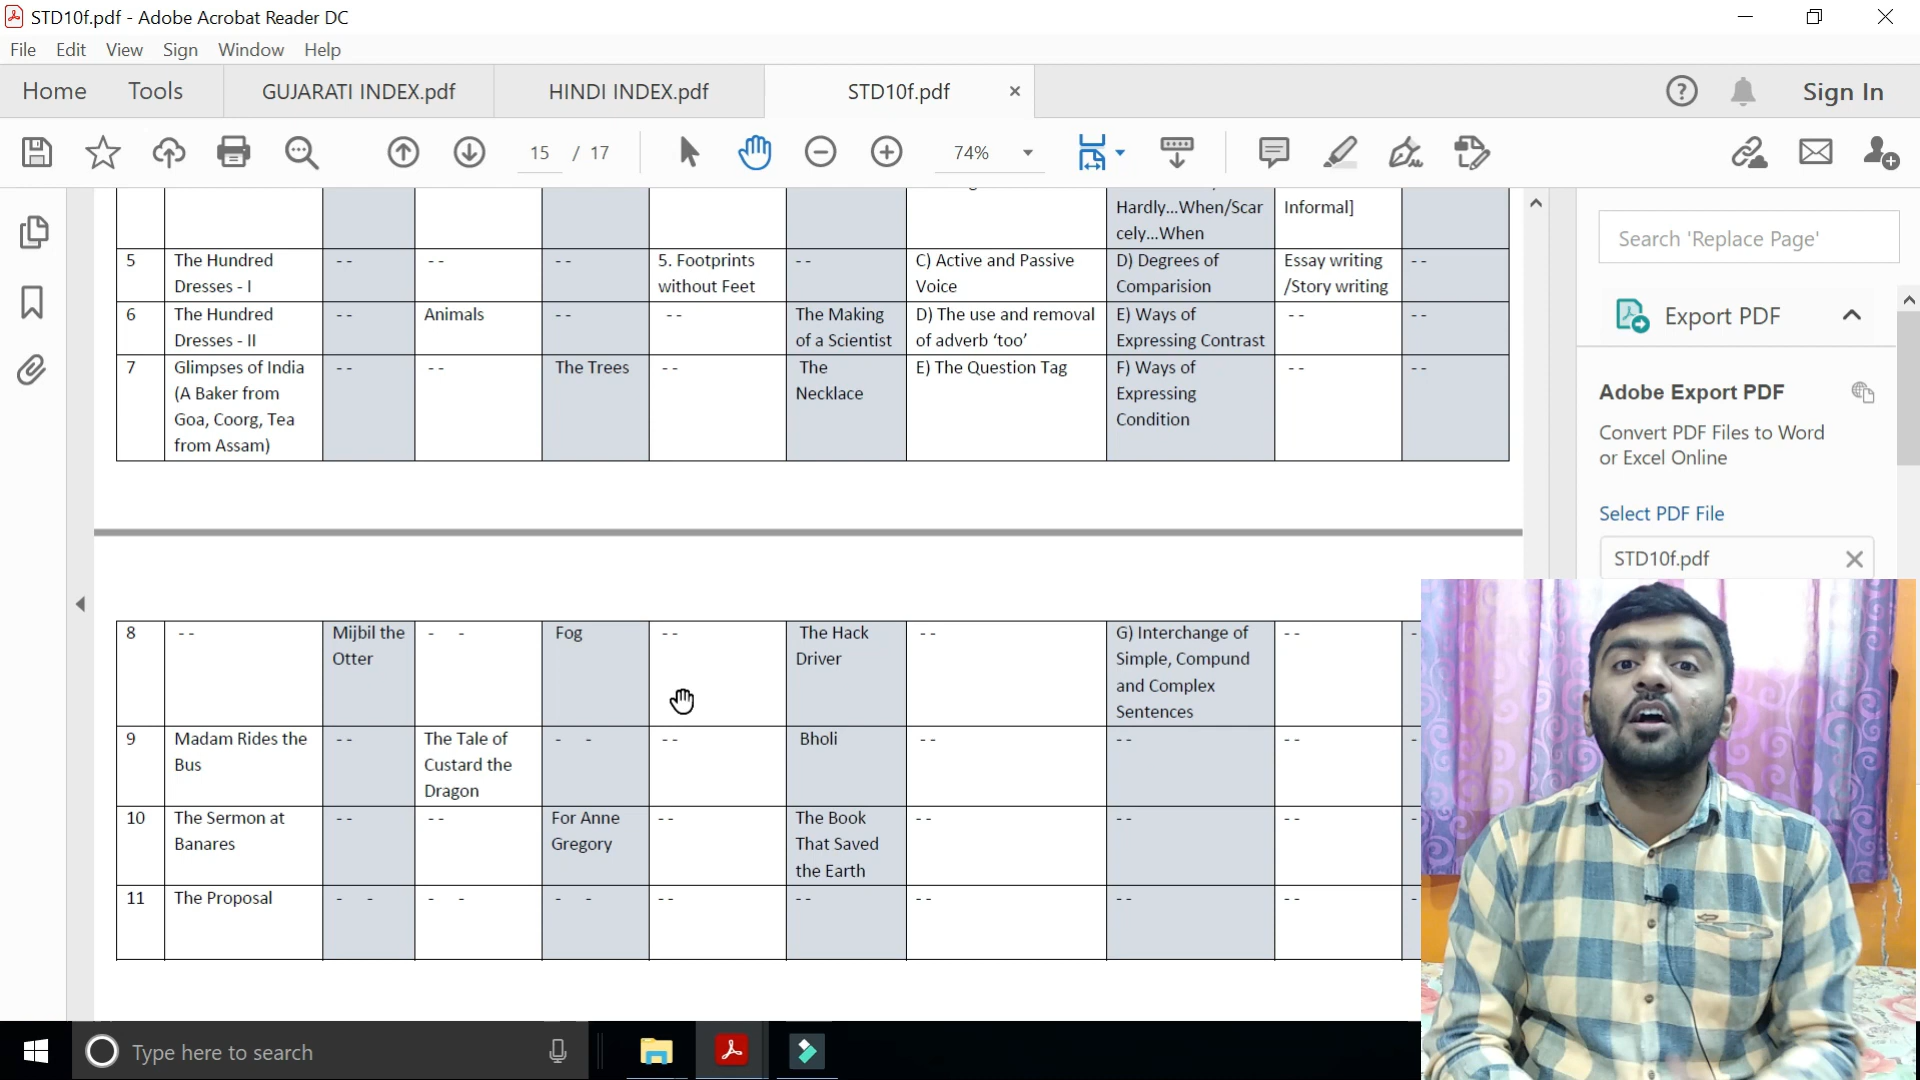 STD10f.pdf - Adobe Acrobat Reader DC
File Edit View Sign Window Help
Home Tools GUJARATI INDEX.pdf HINDI INDEX.pdf STD10f.pdf Sign In
15 / 17 74%
Hardly...When/Scar
cely...When
Informal]
5 The Hundred
Dresses - I
- -
- -
- -
5. Footprints
without Feet
- -
C) Active and Passive
Voice
D) Degrees of
Comparision
Essay writing
/Story writing
- -
6 The Hundred
Dresses - II
- -
Animals
- -
- -
The Making
of a Scientist
D) The use and removal
of adverb ‘too’
E) Ways of
Expressing Contrast
- -
- -
7 Glimpses of India
(A Baker from
Goa, Coorg, Tea
from Assam)
- -
- -
The Trees
- -
The
Necklace
E) The Question Tag
F) Ways of
Expressing
Condition
- -
- -
8 - -
Mijbil the
Otter
- -
Fog
- -
The Hack
Driver
- -
G) Interchange of
Simple, Compund
and Complex
Sentences
- -
-
9 Madam Rides the
Bus
- -
The Tale of
Custard the
Dragon
- -
- -
Bholi
- -
- -
- -
-
10 The Sermon at
Banares
- -
- -
For Anne
Gregory
- -
The Book
That Saved
the Earth
- -
- -
- -
-
11 The Proposal
- -
- -
- -
- -
- -
- -
- -
- -
-
Search 'Replace Page'
Export PDF
Adobe Export PDF
Convert PDF Files to Word
or Excel Online
Select PDF File
STD10f.pdf
Type here to search